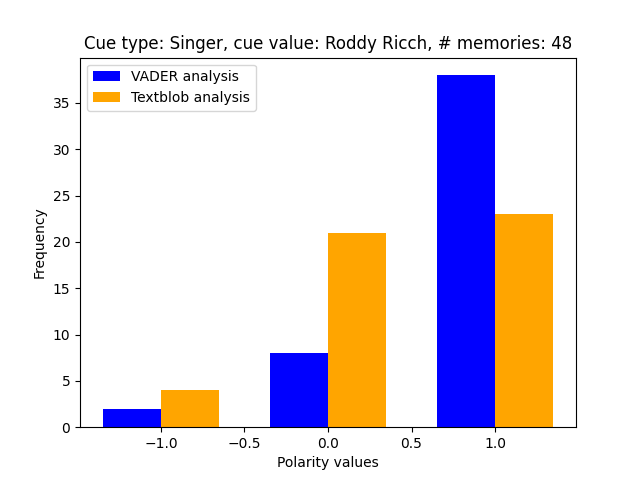 Cue type: Singer, cue value: Roddy Ricch, # memories: 48
VADER analysis
Textblob analysis
35
30
25
20
15
10
5
0
Frequency
−1.0 −0.5 0.0 0.5 1.0
Polarity values